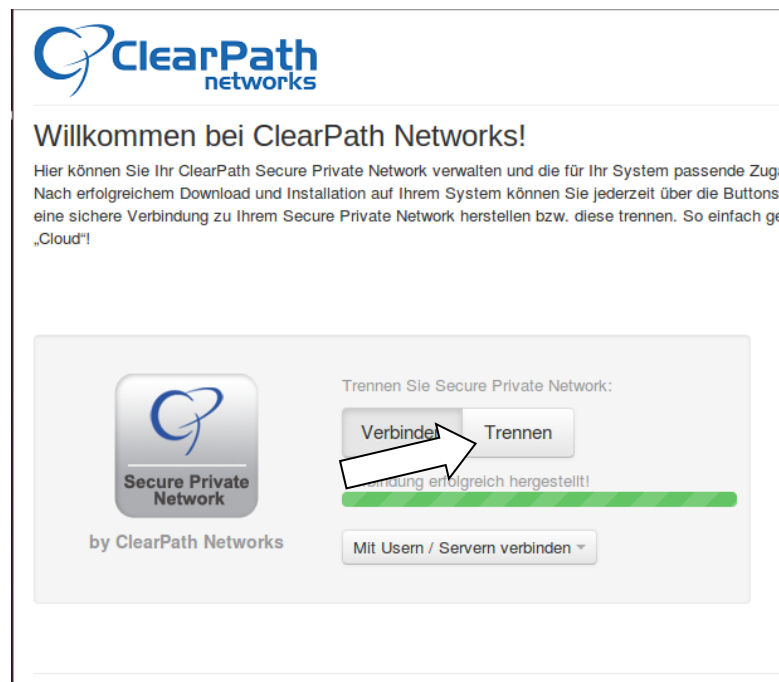 ClearPath
networks
Willkommen bei ClearPath Networks!
Hier können Sie Ihr ClearPath Secure Private Network verwalten und die für Ihr System passende
Nach erfolgreichem Download und Installation auf Ihrem System können Sie jederzeit über die Buttons
eine sichere Verbindung zu Ihrem Secure Private Network herstellen bzw. diese trennen. So einfach
„Cloud“!
Trennen Sie Secure Private Network:
Trennen
Secure Private
Network
erfolgreich hergestellt!
by ClearPath Networks
Mit Usern / Servern verbinden